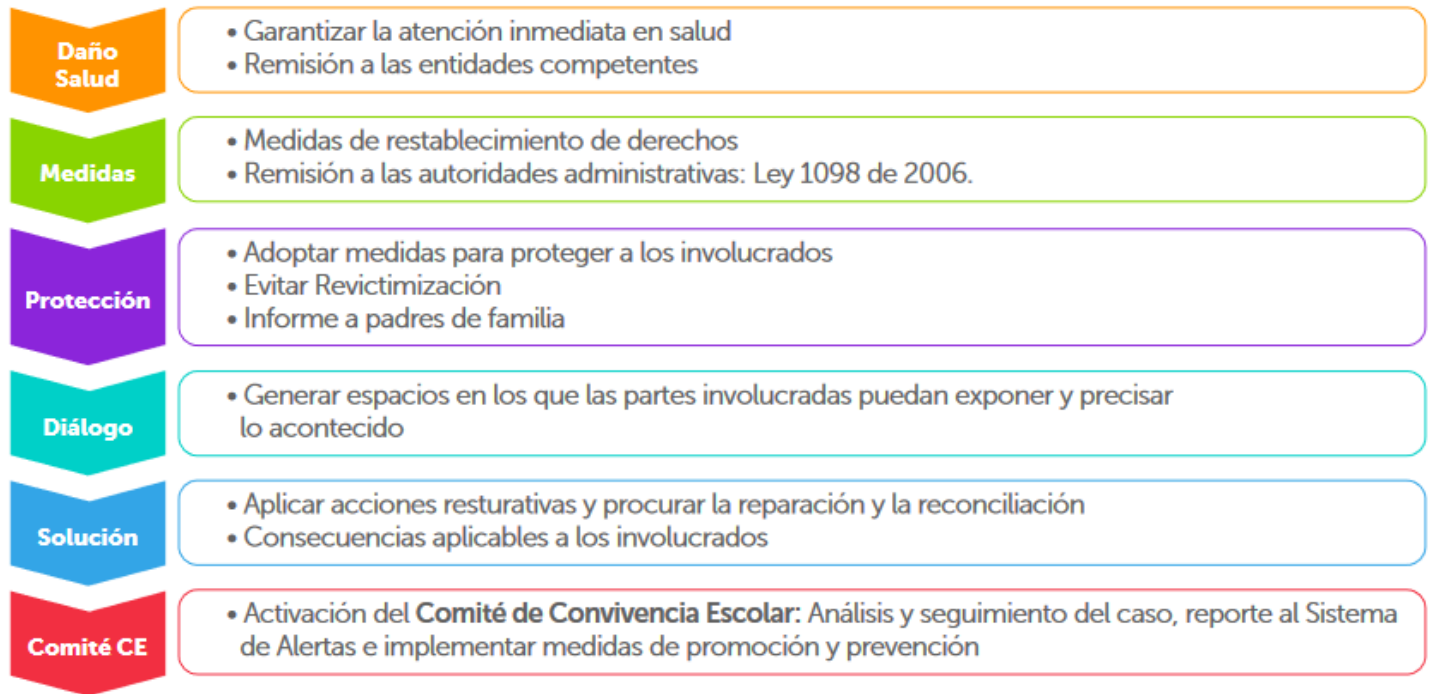 Daño
Salud
• Garantizar la atención inmediata en salud
• Remisión a las entidades competentes
Medidas
• Medidas de restablecimiento de derechos
• Remisión a las autoridades administrativas: Ley 1098 de 2006.
Protección
• Adoptar medidas para proteger a los involucrados
• Evitar Revictimización
• Informe a padres de familia
Diálogo
• Generar espacios en los que las partes involucradas puedan exponer y precisar
lo acontecido
Solución
• Aplicar acciones resturativas y procurar la reparación y la reconciliación
• Consecuencias aplicables a los involucrados
Comité CE
• Activación del Comité de Convivencia Escolar: Análisis y seguimiento del caso, reporte al Sistema
de Alertas e implementar medidas de promoción y prevención